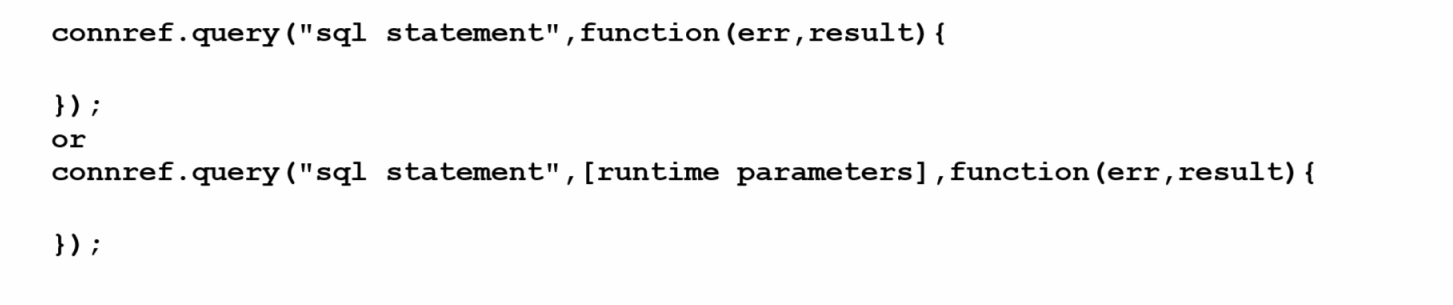 connref.query("sql statement",function(err,result){
});
or
connref.query("sql statement",[runtime parameters],function(err,result){
});